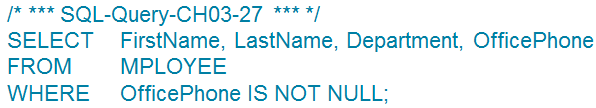 /* *** SQL-Query-CH03-27 *** */
SELECT FirstName, LastName, Department, OfficePhone
FROM MPLOYEE
WHERE OfficePhone IS NOT NULL;